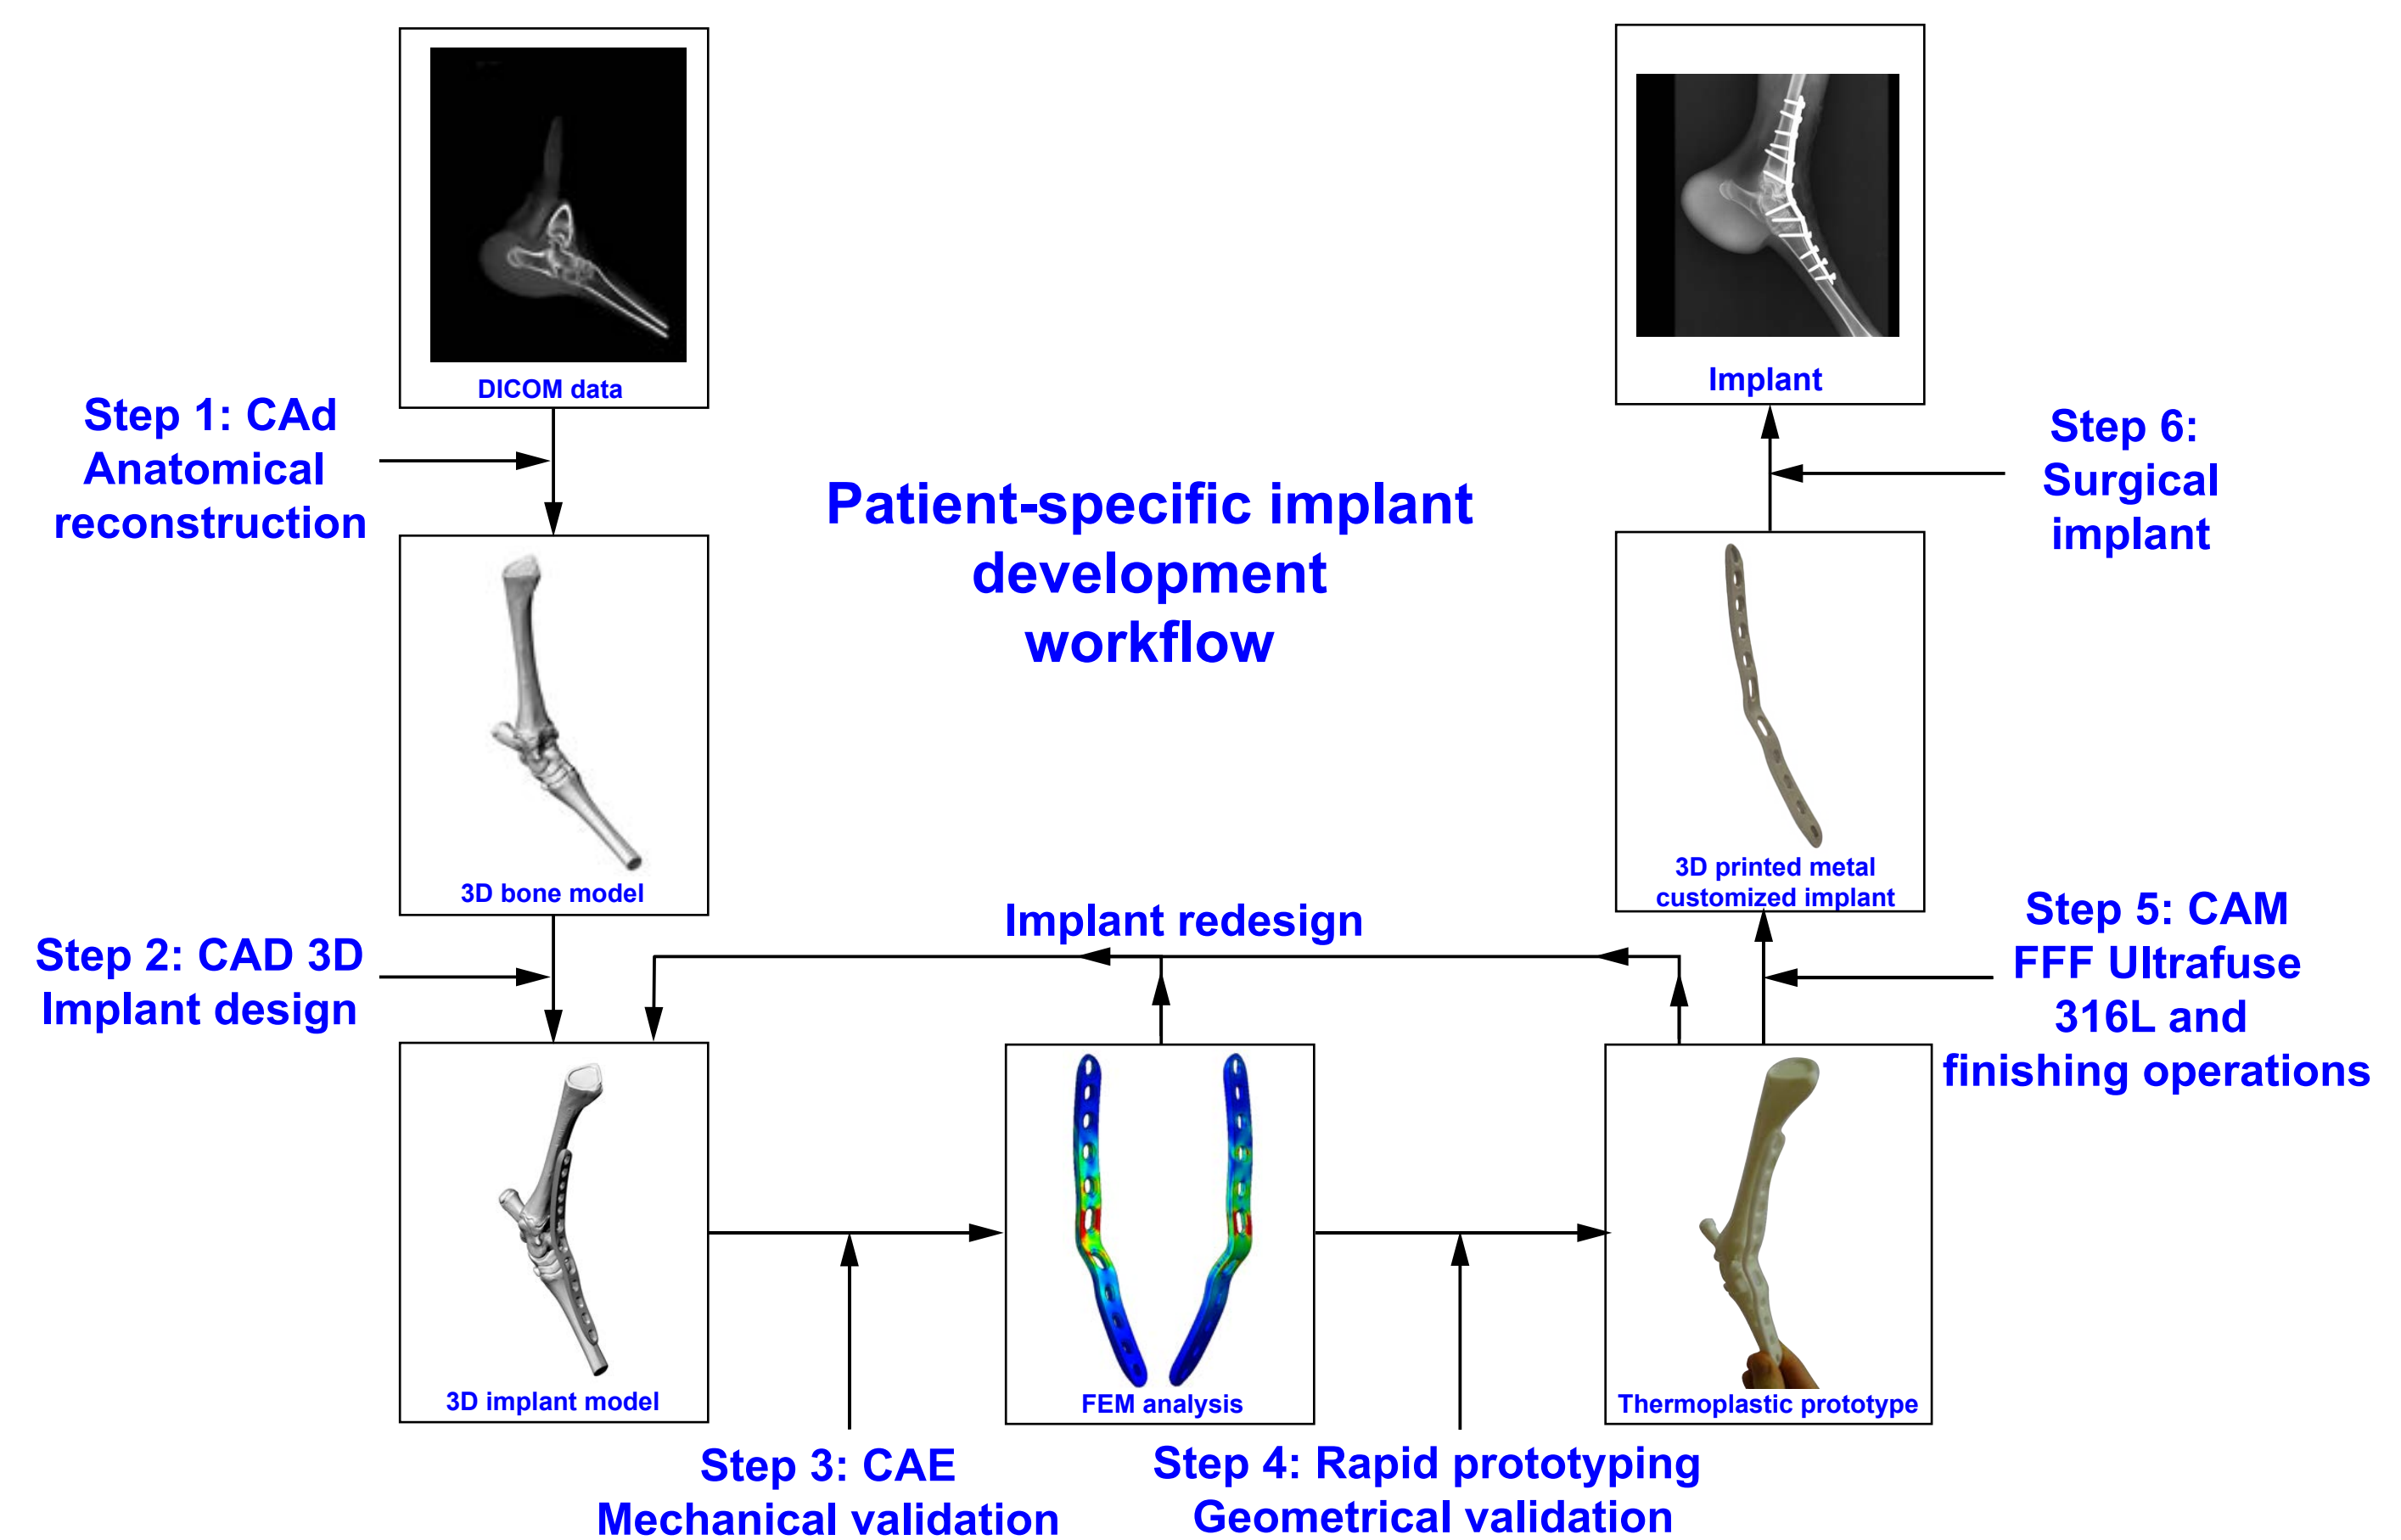 DICOM data
Step 1: CAd
Anatomical
reconstruction
3D bone model
Step 2: CAD 3D
Implant design
3D implant model
Step 3: CAE
Mechanical validation
Patient-specific implant
development
workflow
Implant redesign
FEM analysis
Step 4: Rapid prototyping
Geometrical validation
Thermoplastic prototype
Step 5: CAM
FFF Ultrafuse
316L and
finishing operations
3D printed metal
customized implant
Step 6:
Surgical
implant
Implant